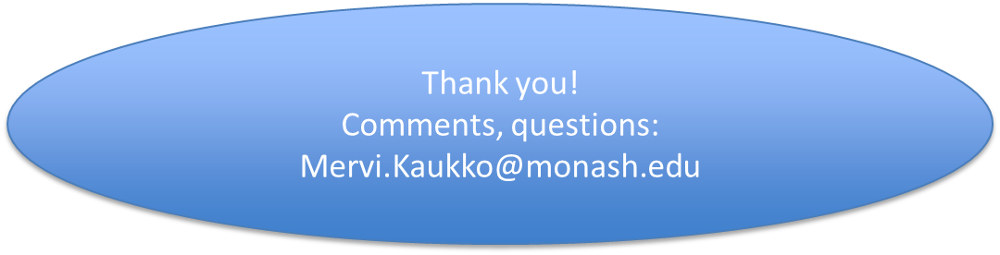 Thank you!
Comments, questions:
Mervi.Kaukko@monash.edu